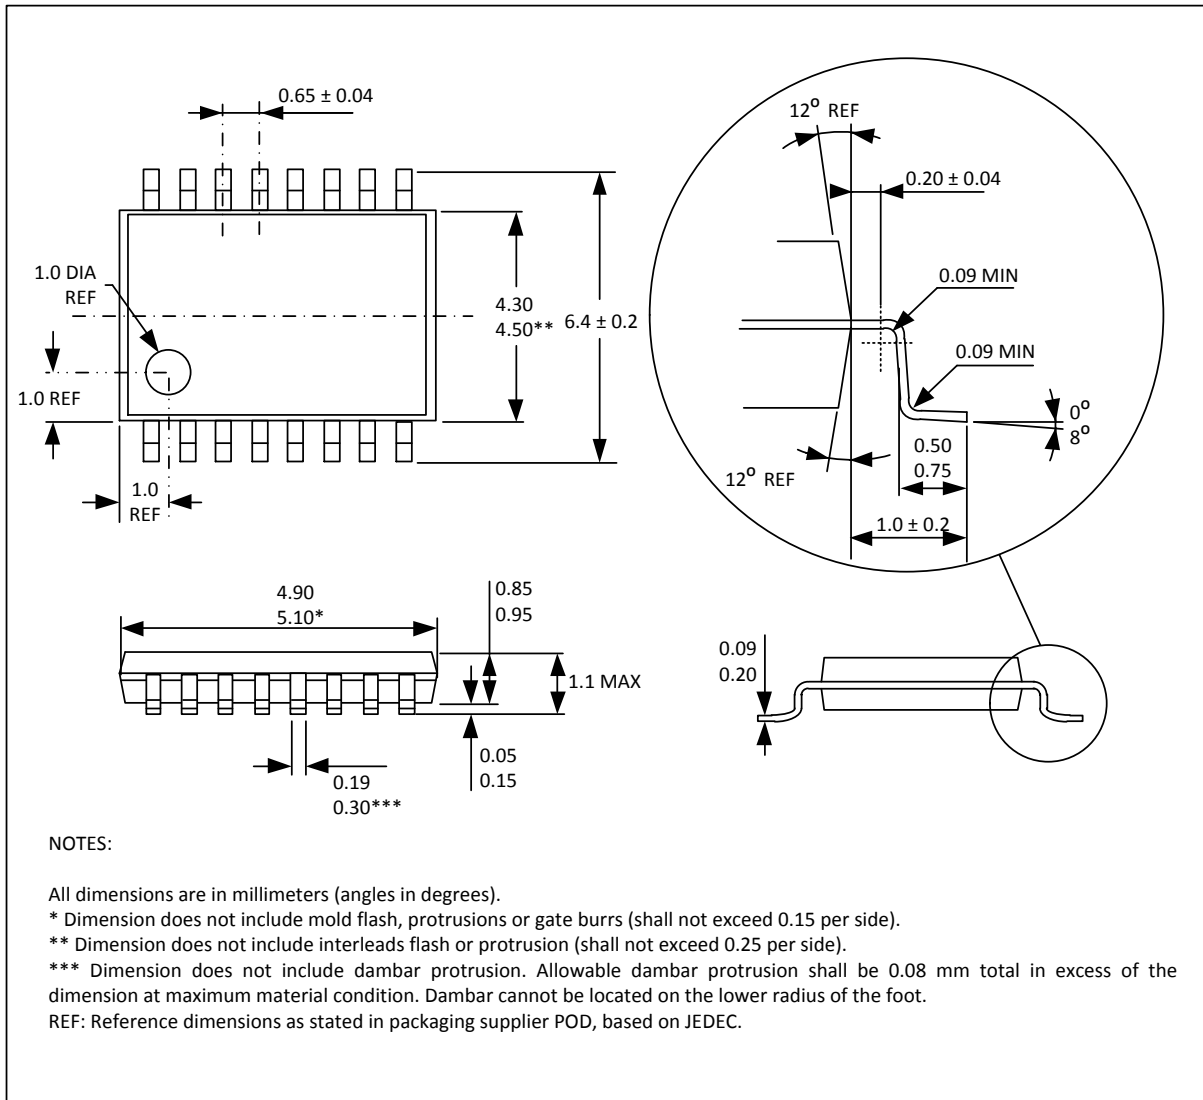 0.65 ± 0.04
1.0 DIA
REF
4.30
4.50**
6.4 ± 0.2
1.0 REF
1.0
REF
12° REF
0.20 ± 0.04
0.09 MIN
0.09 MIN
0°
8°
0.50
0.75
12° REF
1.0 ± 0.2
4.90
5.10*
0.85
0.95
1.1 MAX
0.05
0.15
0.19
0.30***
0.09
0.20
NOTES:
All dimensions are in millimeters (angles in degrees).
* Dimension does not include mold flash, protrusions or gate burrs (shall not exceed 0.15 per side).
** Dimension does not include interleads flash or protrusion (shall not exceed 0.25 per side).
*** Dimension does not include dambar protrusion. Allowable dambar protrusion shall be 0.08 mm total in excess of the
dimension at maximum material condition. Dambar cannot be located on the lower radius of the foot.
REF: Reference dimensions as stated in packaging supplier POD, based on JEDEC.